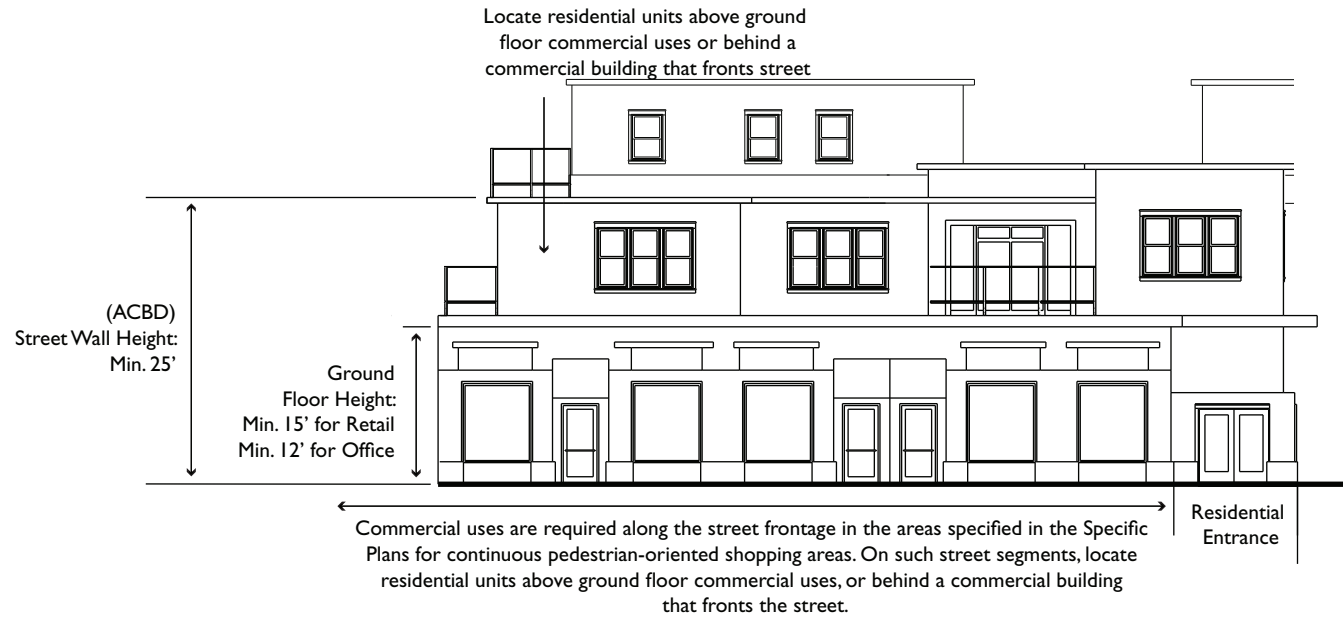 Locate residential units above ground
floor commercial uses or behind a
commercial building that fronts street
(ACBD)
Street Wall Height:
Min. 25’
Ground
Floor Height:
Min. 15’ for Retail
Min. 12’ for Office
Commercial uses are required along the street frontage in the areas specified in the Specific
Plans for continuous pedestrian-oriented shopping areas. On such street segments, locate
residential units above ground floor commercial uses, or behind a commercial building
that fronts the street.
Residential
Entrance